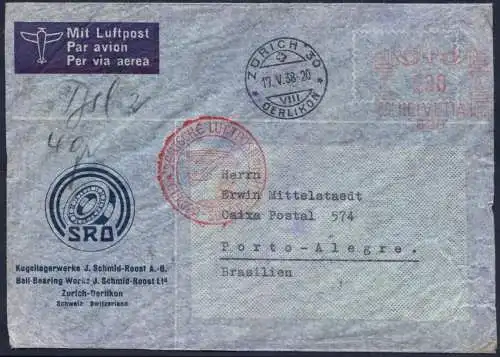 Mit Luftpost
Par avion
Per via aerea
ZÜRICH 30
17.V.38-20
VIII
OERLIKON
HELVETIA
DEUTSCHE LUFTPOST
SRO
Kugellagerwerke J. Schmid-Roost A.-G.
Ball-Bearing Works J. Schmid-Roost Ltd
Zurich-Oerlikon
Schweiz Switzerland
Herrn
Erwin Mittelstaedt
Caixa Postal 574
Porto-Alegre.
Brasilien